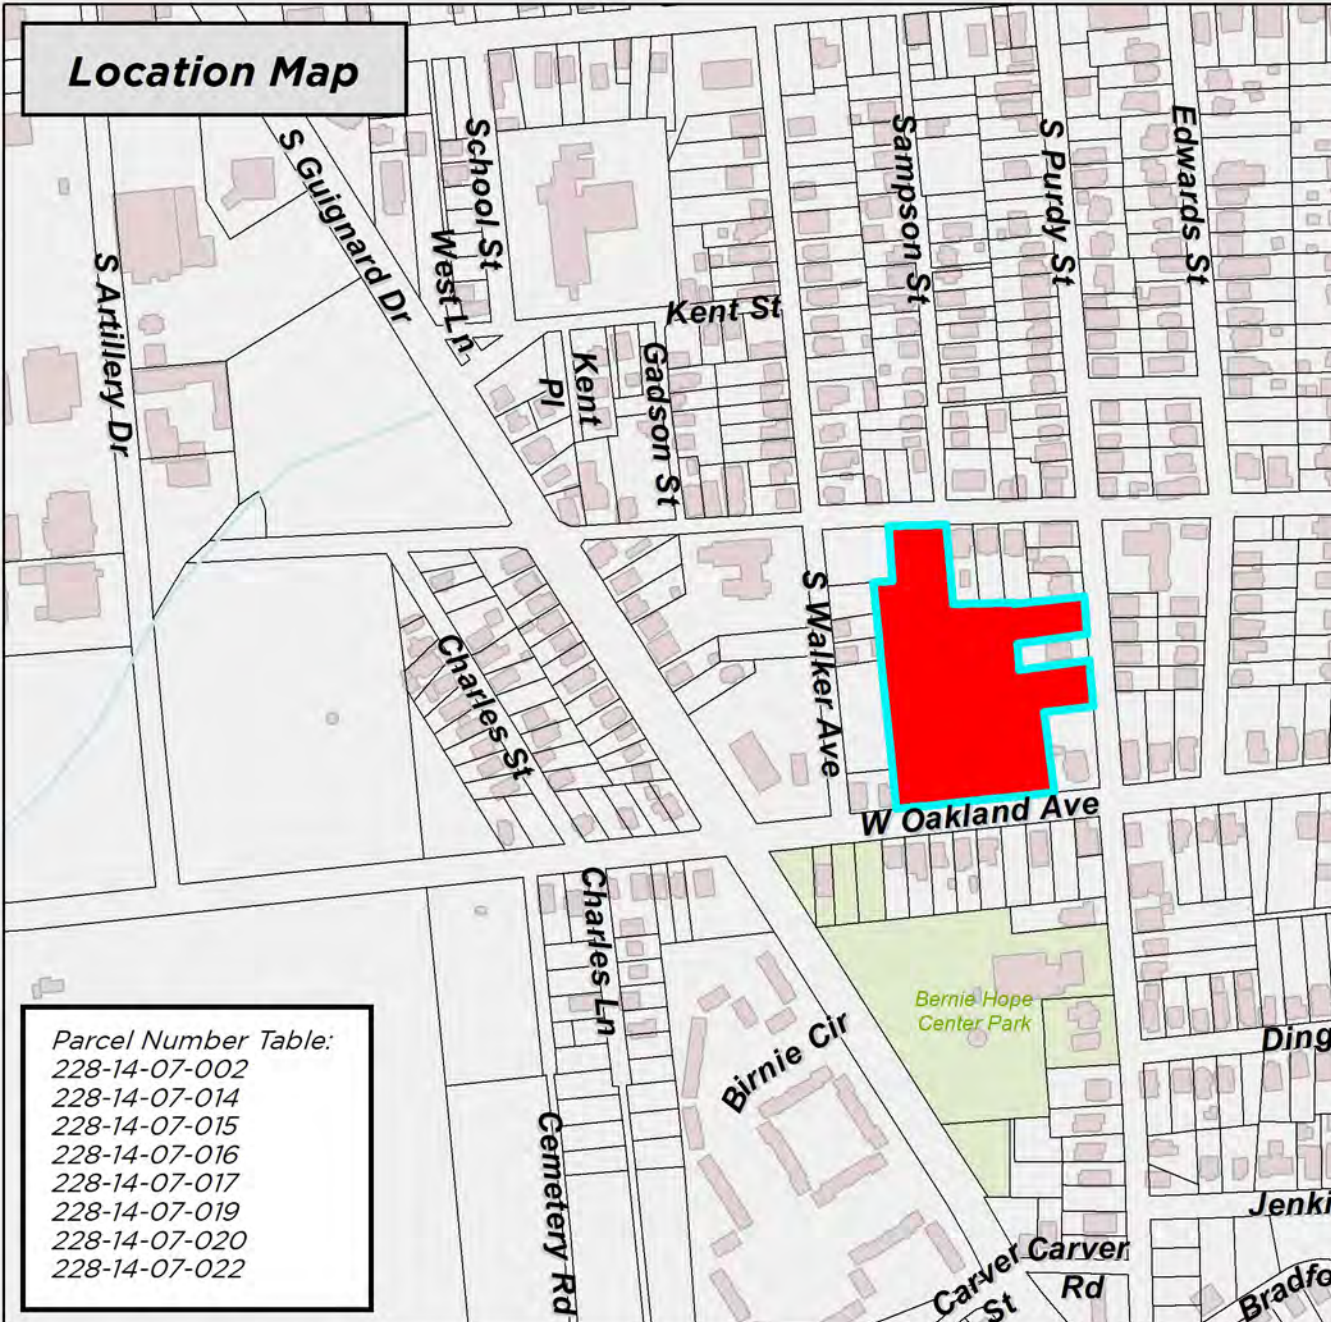 Location Map
S Guignard Dr
School St
West Ln
S Artillery Dr
Sampson St
S Purdy St
Edwards St
Kent St
Kent
Pl
Gadson St
S Walker Ave
Charles St
W Oakland Ave
Charles Ln
Bernie Hope
Center Park
Birnie Cir
Ding
Cemetery Rd
Jenki
Carver
St
Carver
Rd
Bradfo
Parcel Number Table:
228-14-07-002
228-14-07-014
228-14-07-015
228-14-07-016
228-14-07-017
228-14-07-019
228-14-07-020
228-14-07-022